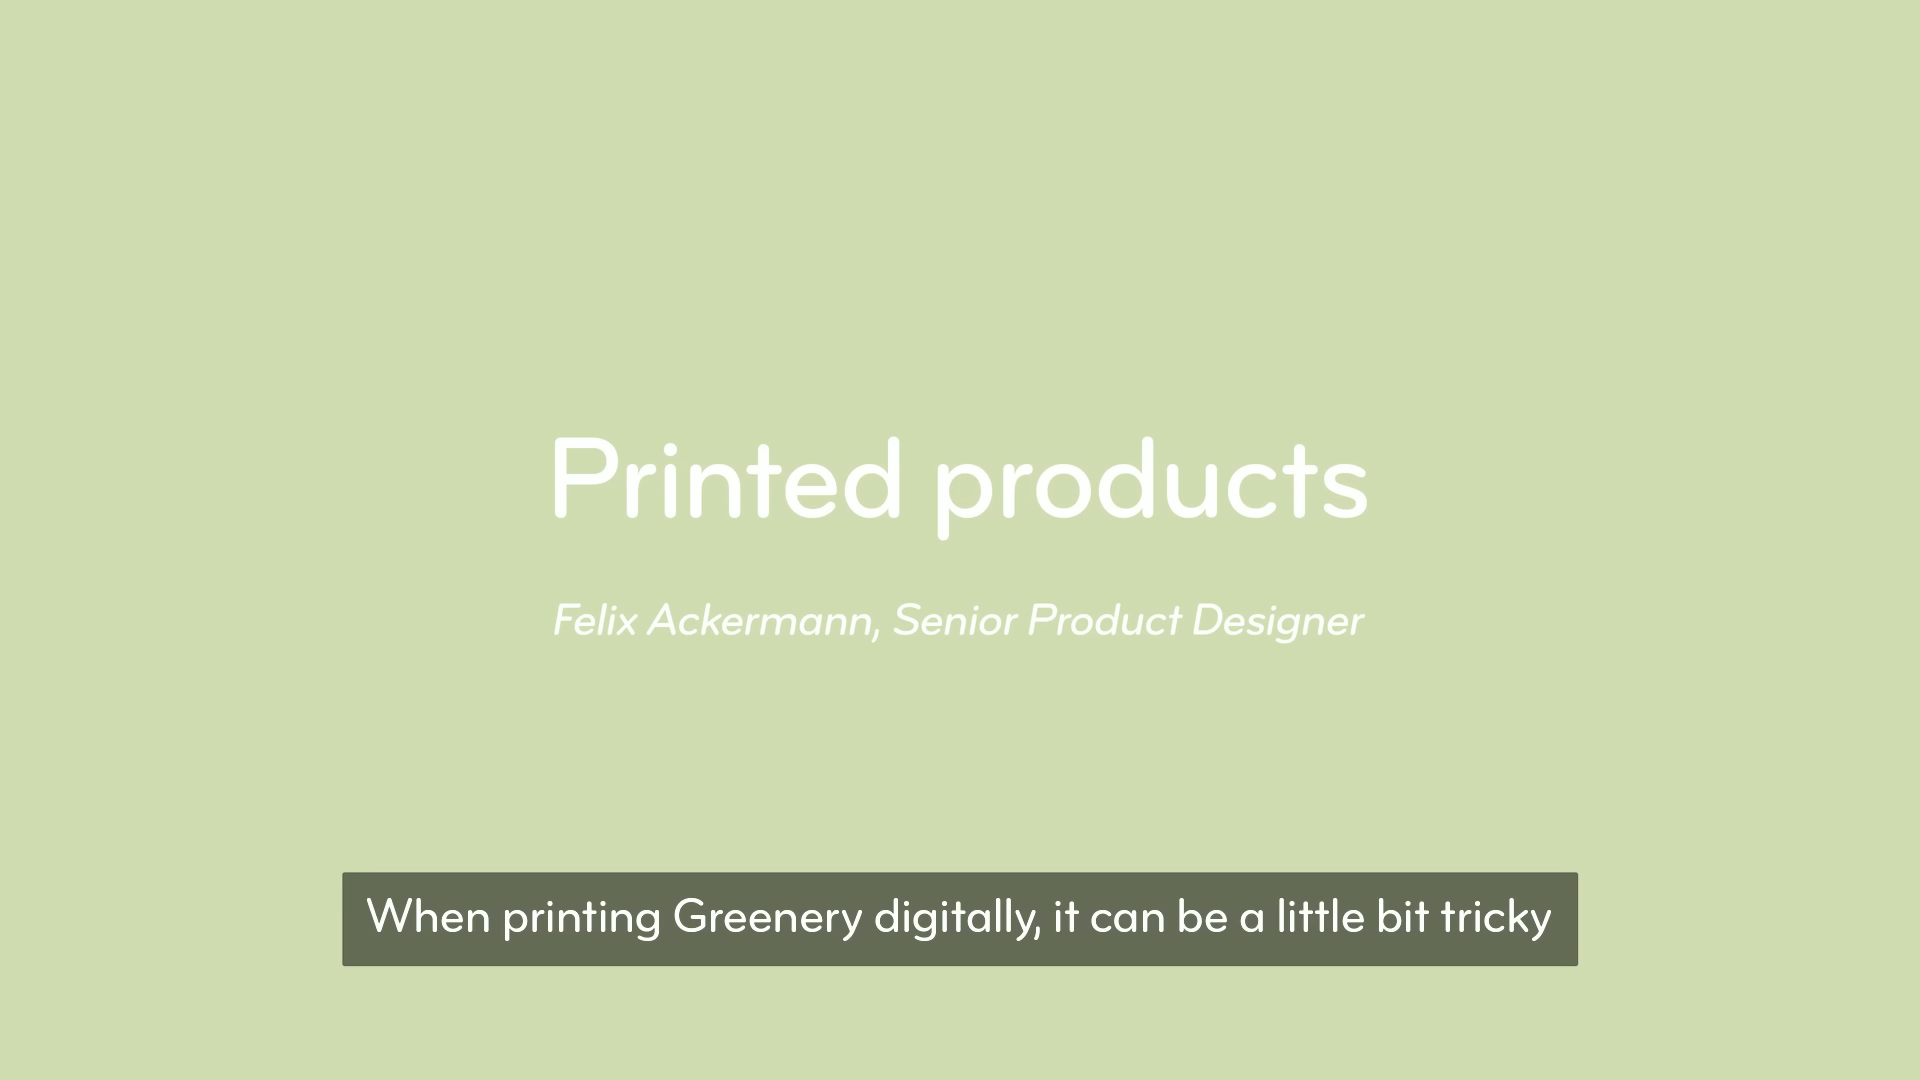 Printed products
Felix Ackermann, Senior Product Designer
When printing Greenery digitally, it can be a little bit tricky